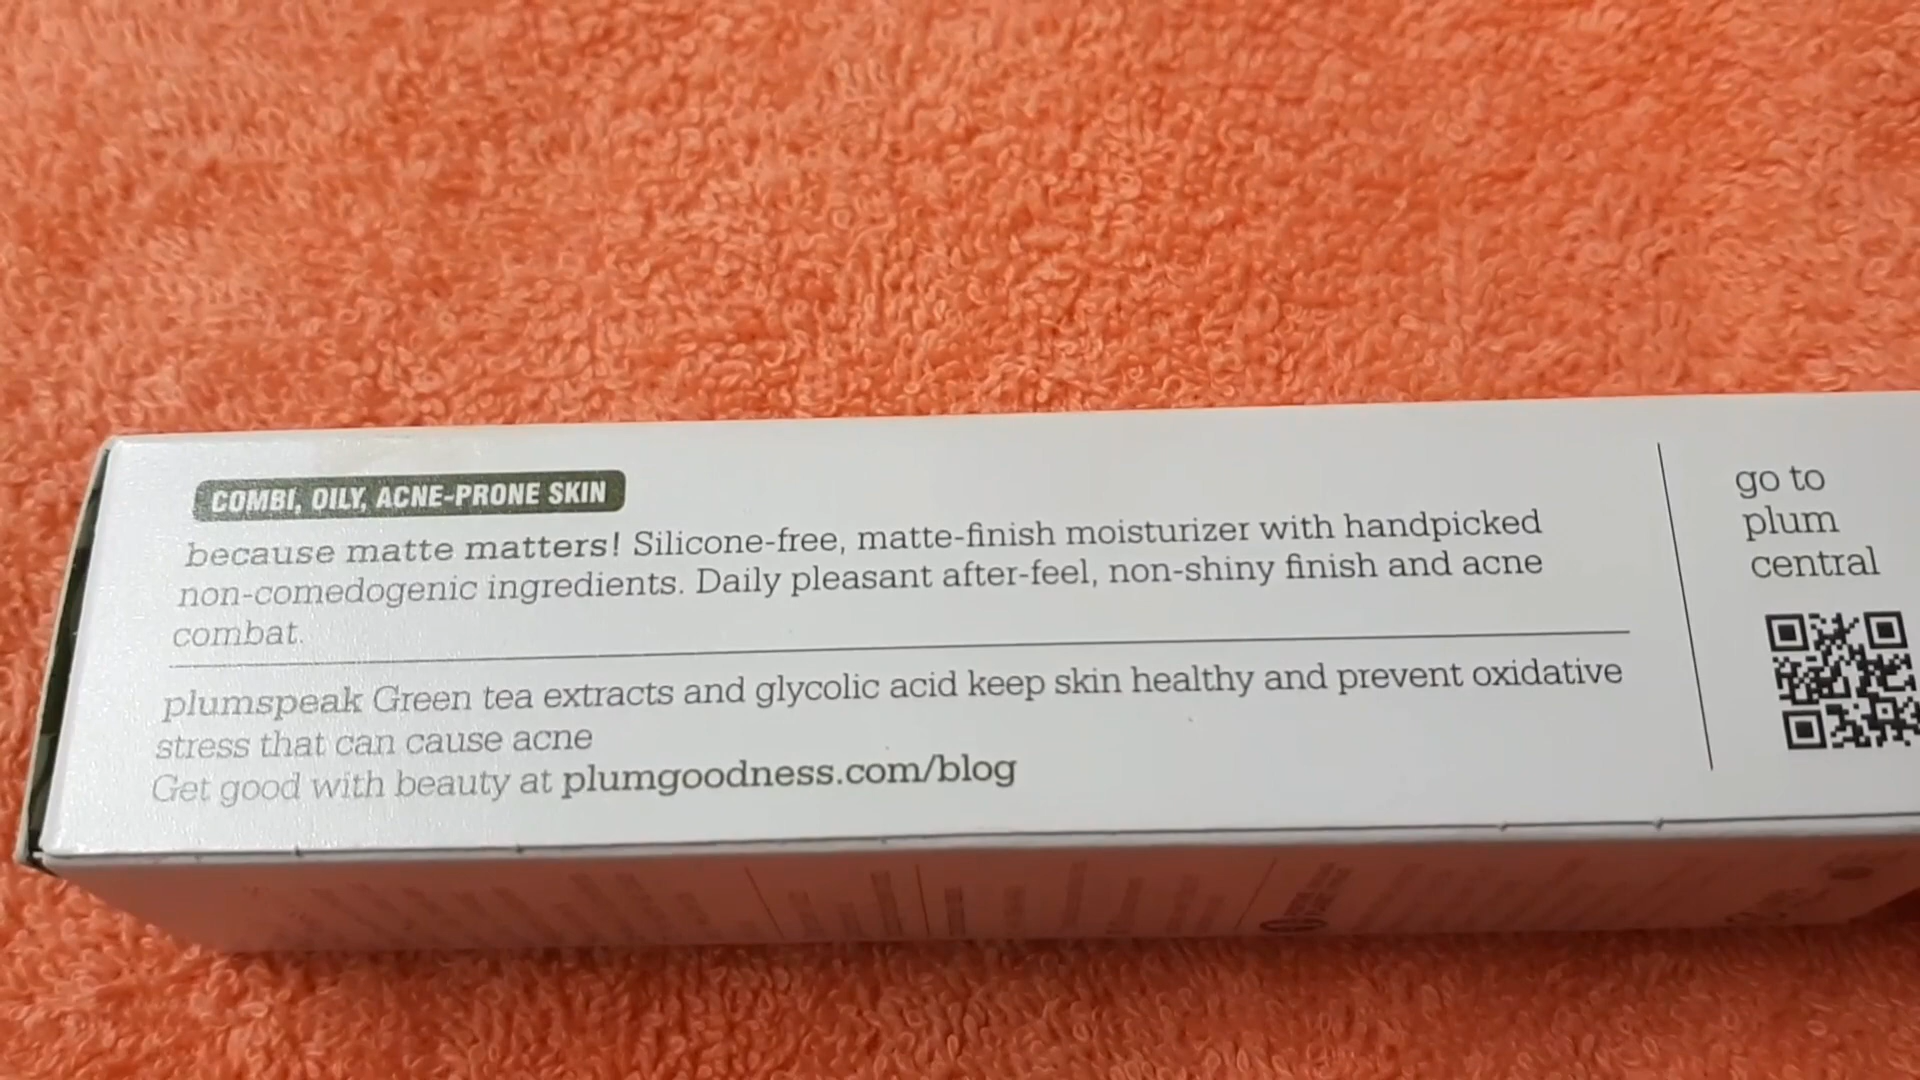 COMBI, OILY, ACNE-PRONE SKIN
because matte matters! Silicone-free, matte-finish moisturizer with handpicked
non-comedogenic ingredients. Daily pleasant after-feel, non-shiny finish and acne
combat.
plumspeak Green tea extracts and glycolic acid keep skin healthy and prevent oxidative
stress that can cause acne
Get good with beauty at plumgoodness.com/blog
go to
plum
central